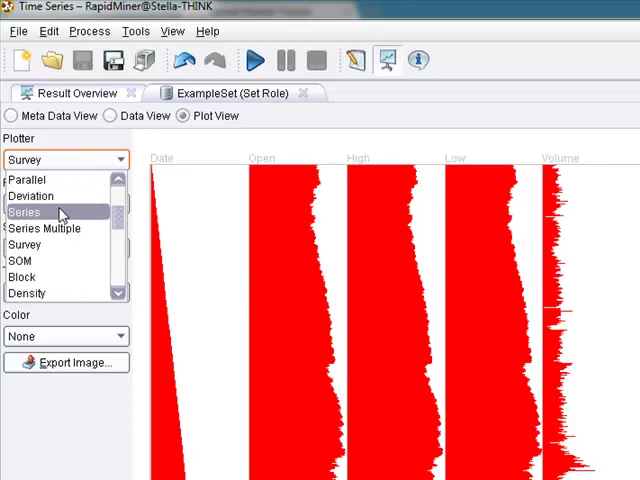 Time Series – RapidMiner@Stella-THINK
File Edit Process Tools View Help
Result Overview ExampleSet (Set Role)
Meta Data View Data View Plot View
Plotter
Survey
Parallel
Deviation
Series
Series Multiple
Survey
SOM
Block
Density
Color
None
Export Image...
Date Open High Low Volume